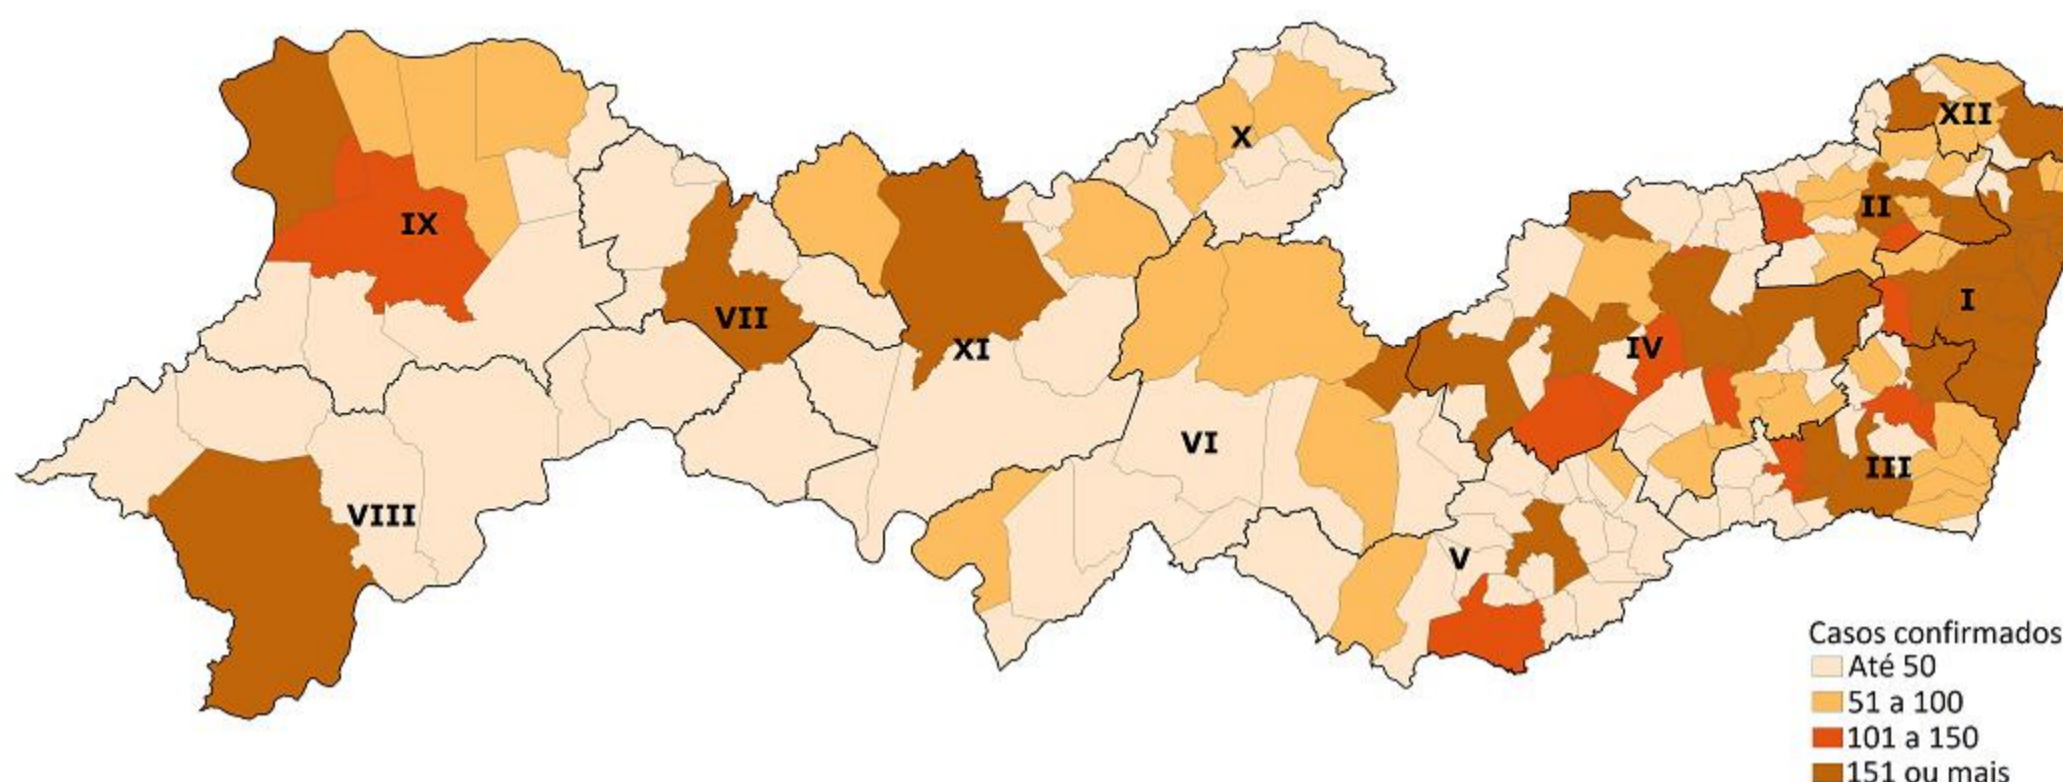 XII
X
II
IX
I
VII
XI
IV
VI
III
VIII
V
Casos confirmados
Até 50
51 a 100
101 a 150
151 ou mais